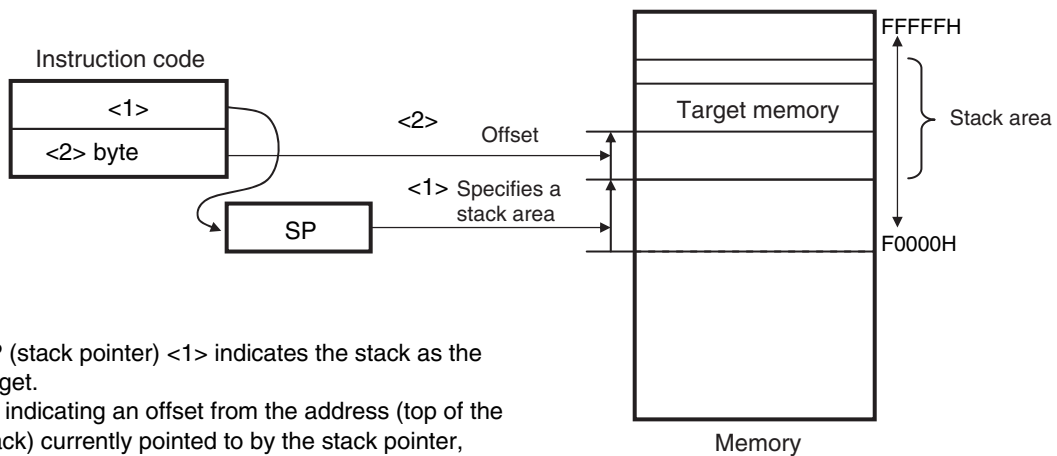 FFFFFH
Instruction code
<1>
<2> byte
<2>
Offset
Target memory
Stack area
<1> Specifies a
stack area
SP
F0000H
(stack pointer) <1> indicates the stack as the
indicating an offset from the address (top of the
currently pointed to by the stack pointer,
Memory